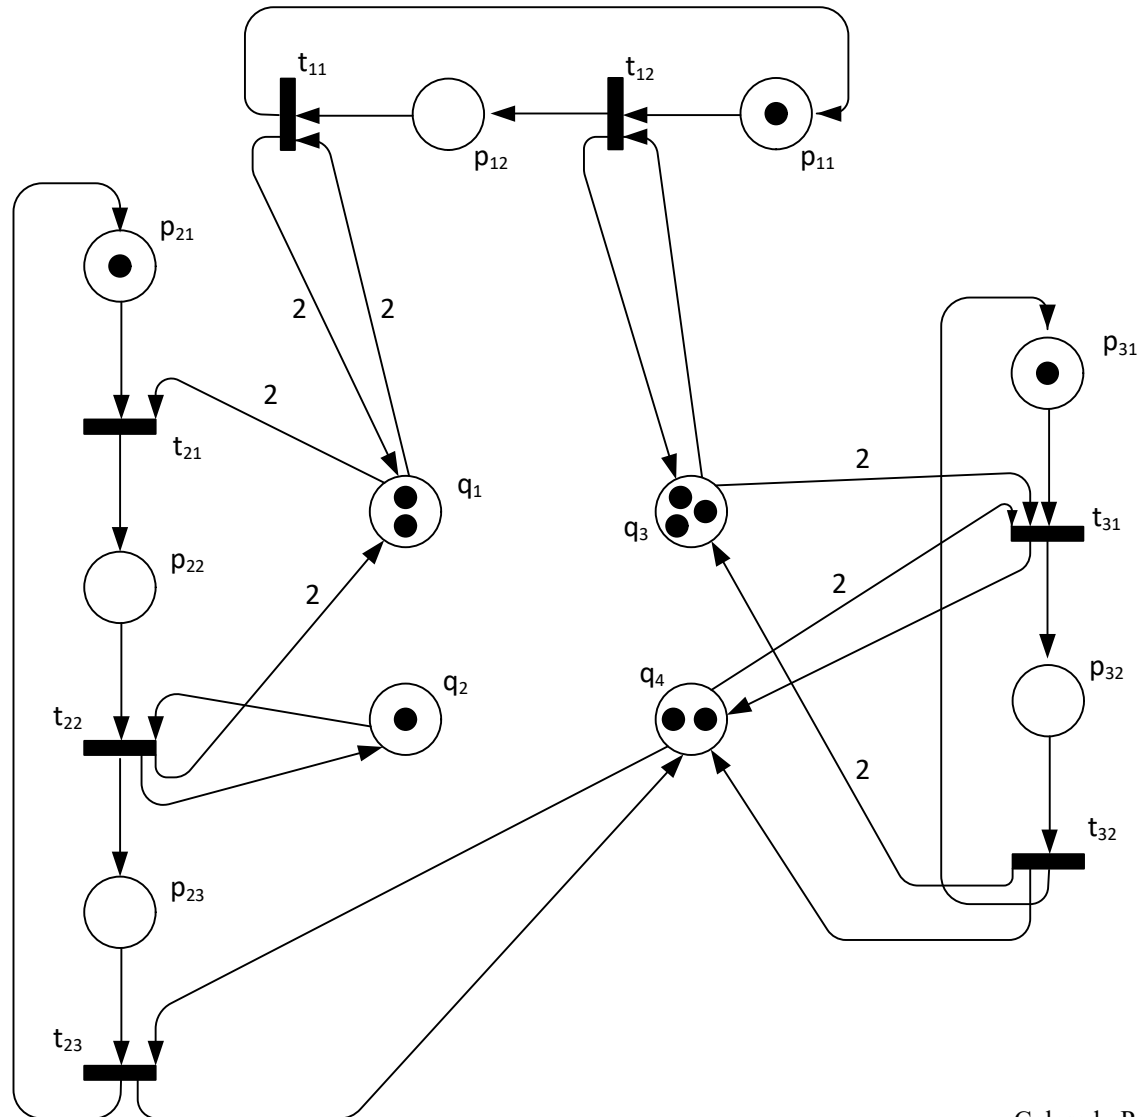 t₁₁
t₁₂
p₁₂
p₁₁
p₂₁
2
2
p₃₁
2
t₂₁
2
q₁
q₃
t₃₁
p₂₂
2
2
p₃₂
q₂
q₄
t₂₂
2
t₃₂
p₂₃
t₂₃